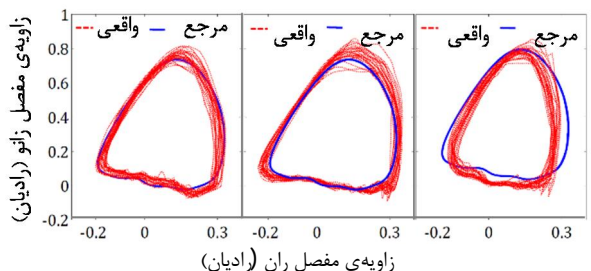 1
0.8
0.6
0.4
0.2
0
-0.2
زاویه‌ی مفصل زانو (رادیان)
واقعی مرجع
واقعی مرجع
واقعی مرجع
-0.2 0 0.3
-0.2 0 0.3
-0.2 0 0.3
زاویه‌ی مفصل ران (رادیان)